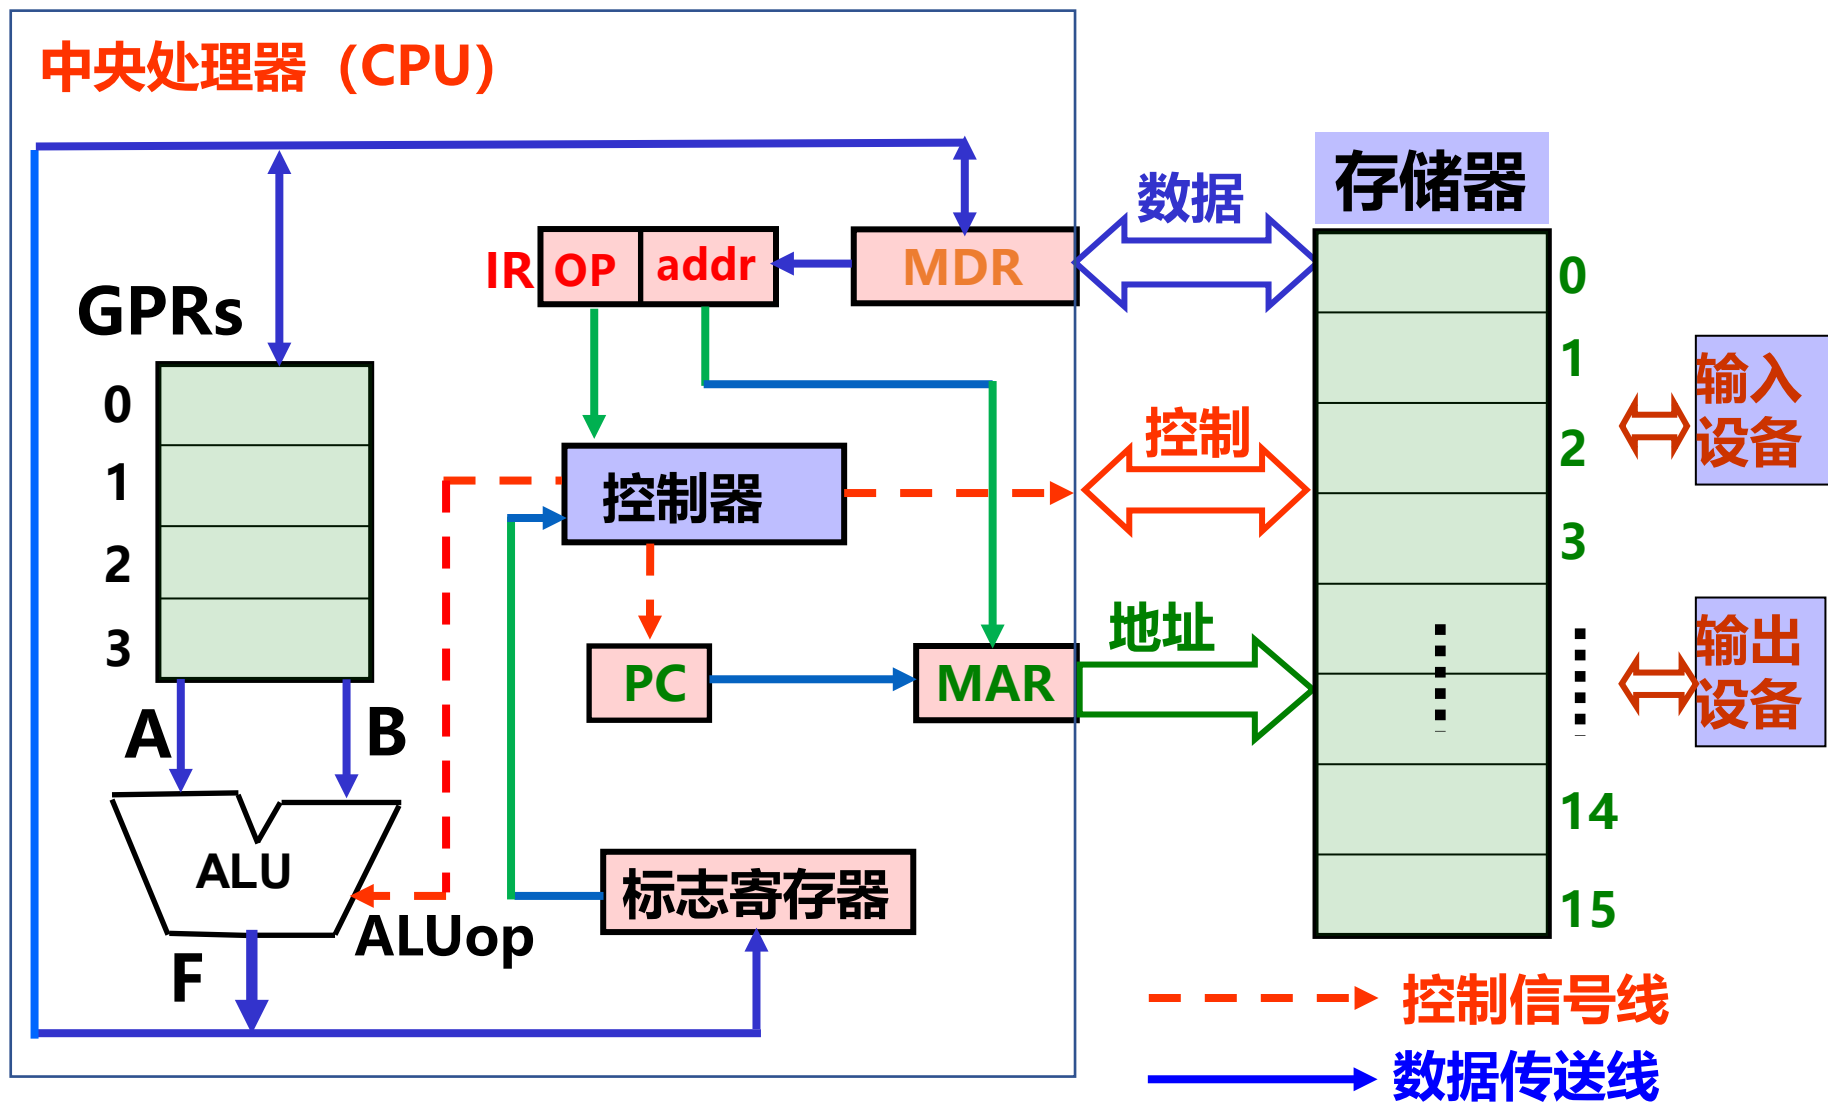 中央处理器（CPU）
数据
存储器
IR
OP
addr
MDR
GPRs
0
1
2
3
0
1
2
3
14
15
输入
设备
控制
控制器
地址
输出
设备
PC
MAR
A
B
ALU
ALUop
F
标志寄存器
控制信号线
数据传送线